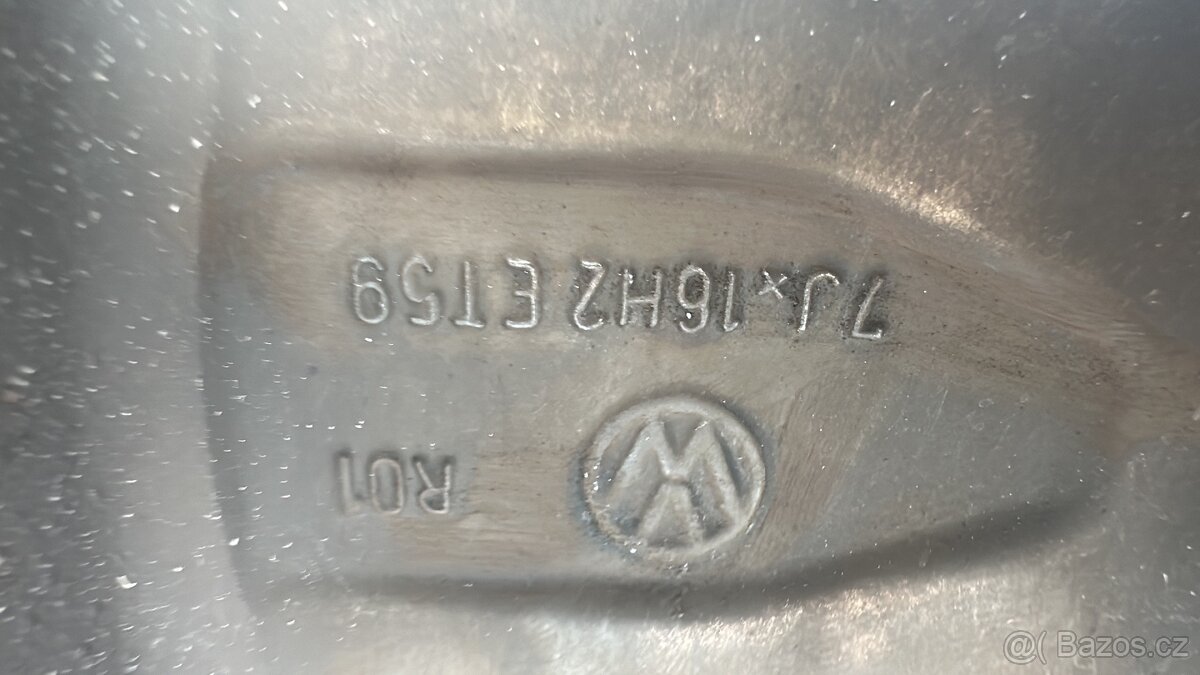 7Jx16H2 ET59
R01
@( Bazos.cz